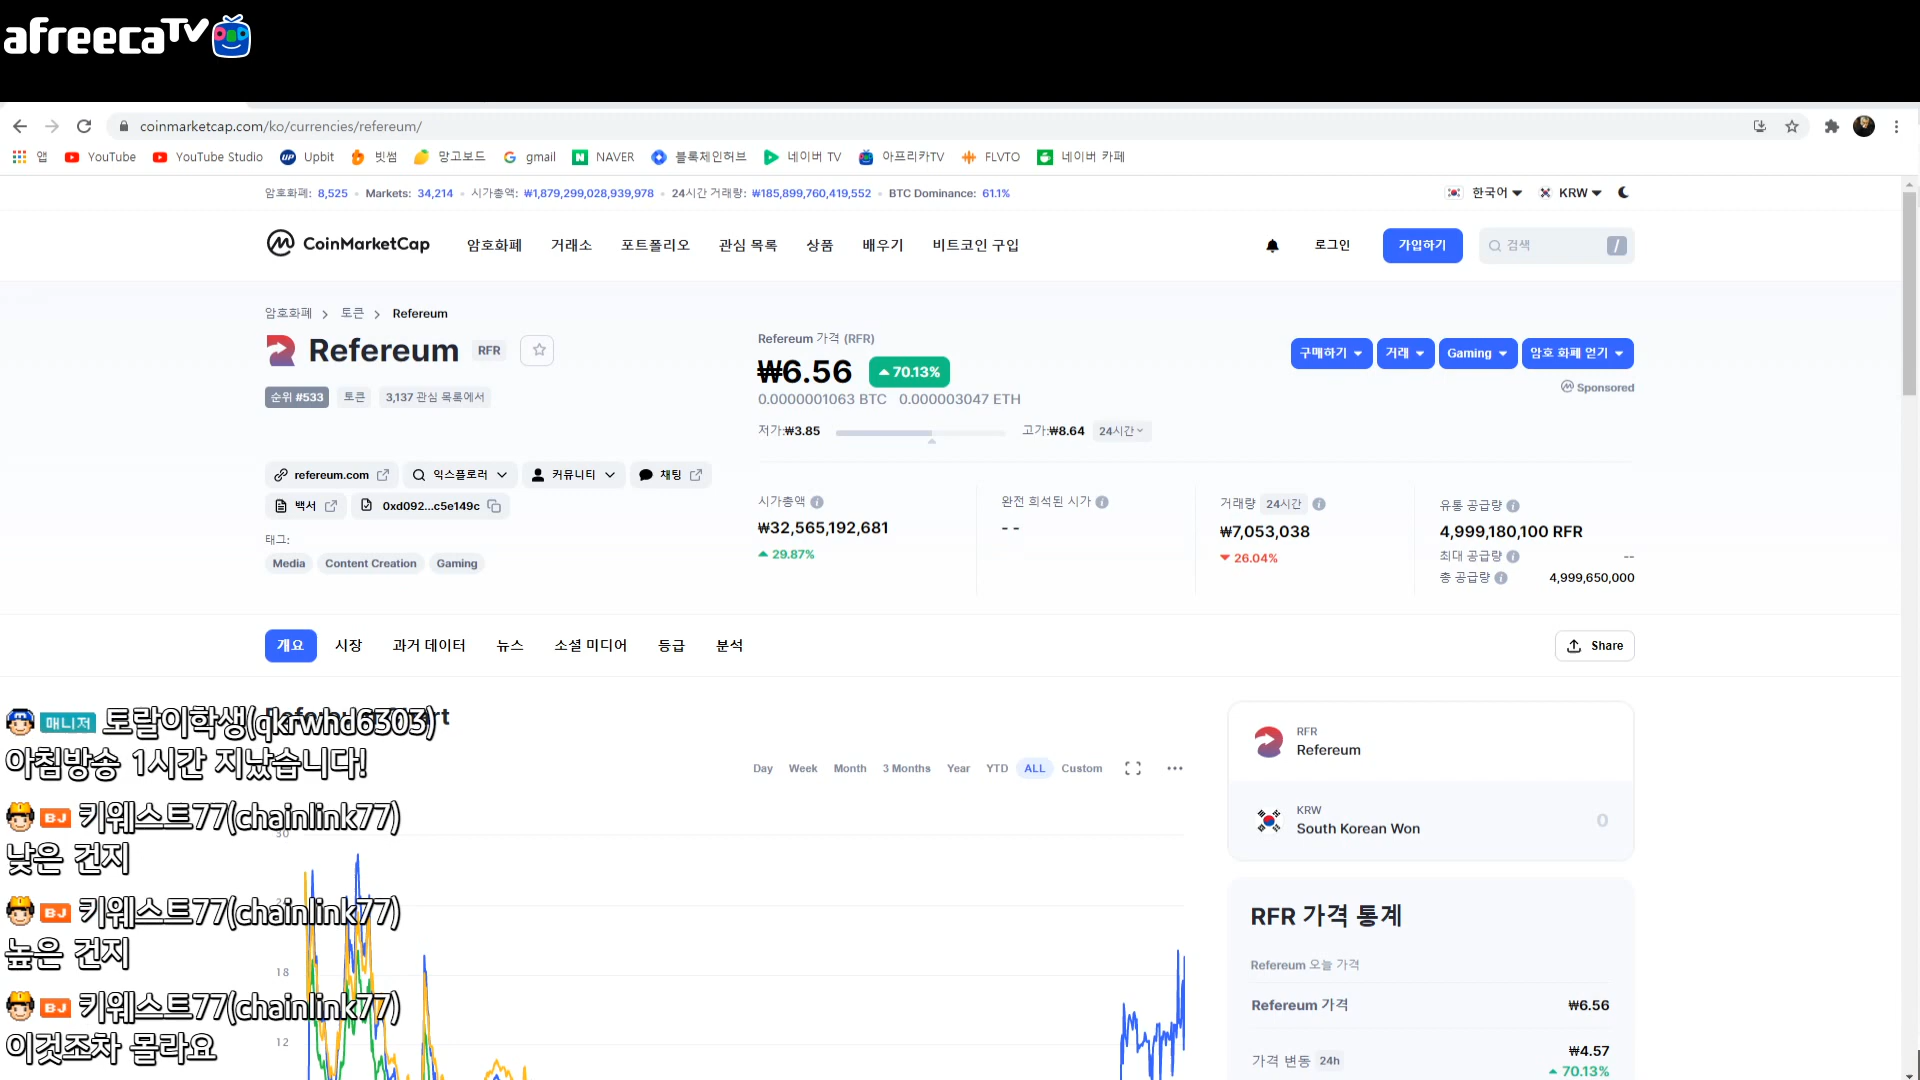 afreecaTV
coinmarketcap.com/ko/currencies/refereum/
앱 YouTube YouTube Studio Upbit 빗썸 망고보드 gmail NAVER 블록체인허브 네이버 TV 아프리카TV FLVTO 네이버 카페
암호화폐: 8,525 Markets: 34,214 시가총액: ₩1,879,299,028,939,978 24시간 거래량: ₩185,899,760,419,552 BTC Dominance: 61.1% 한국어 KRW
CoinMarketCap 암호화폐 거래소 포트폴리오 관심 목록 상품 배우기 비트코인 구입 로그인 가입하기 검색 /
암호화폐 > 토큰 > Refereum
Refereum RFR
순위 #533 토큰 3,137 관심 목록에서
Refereum 가격 (RFR)
₩6.56 70.13%
0.0000001063 BTC 0.000003047 ETH
저가:₩3.85 고가:₩8.64 24시간
구매하기 거래 Gaming 암호 화폐 얻기
Sponsored
refereum.com 익스플로러 커뮤니티 채팅
백서 0xd092...c5e149c
태그:
Media Content Creation Gaming
시가총액
₩32,565,192,681
29.87%
완전 희석된 시가
- -
거래량 24시간
₩7,053,038
26.04%
유통 공급량
4,999,180,100 RFR
최대 공급량 --
총 공급량 4,999,650,000
개요 시장 과거 데이터 뉴스 소셜 미디어 등급 분석 Share
매니저 토랄이학생(qkrwhd6303)
아침방송 1시간 지났습니다!
BJ 키웨스트77(chainlink77)
낮은 건지
BJ 키웨스트77(chainlink77)
높은 건지
BJ 키웨스트77(chainlink77)
이것조차 몰라요
Day Week Month 3 Months Year YTD ALL Custom
30
18
12
RFR
Refereum
KRW
South Korean Won 0
RFR 가격 통계
Refereum 오늘 가격
Refereum 가격 ₩6.56
가격 변동 24h ₩4.57
70.13%